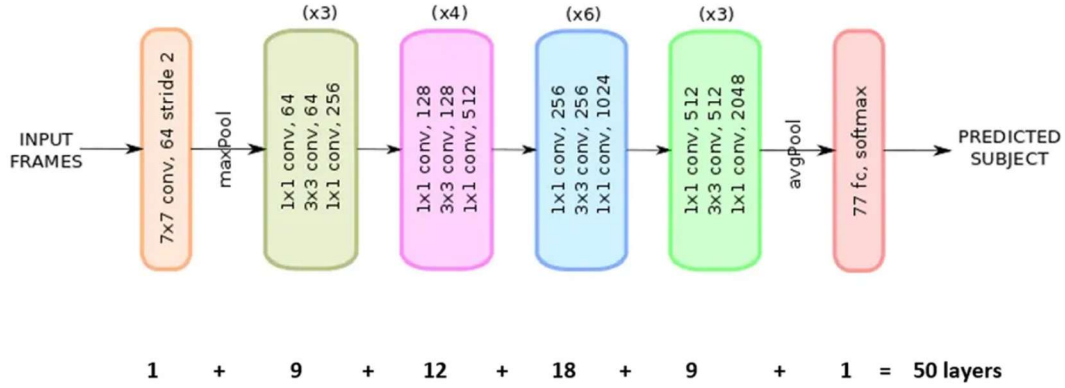 (x3) (x4) (x6) (x3)
INPUT
FRAMES
7x7 conv, 64 stride 2
maxPool
1x1 conv, 64
3x3 conv, 64
1x1 conv, 256
1x1 conv, 128
3x3 conv, 128
1x1 conv, 512
1x1 conv, 256
3x3 conv, 256
1x1 conv, 1024
1x1 conv, 512
3x3 conv, 512
1x1 conv, 2048
avgPool
77 fc, softmax
PREDICTED
SUBJECT
1 + 9 + 12 + 18 + 9 + 1 = 50 layers